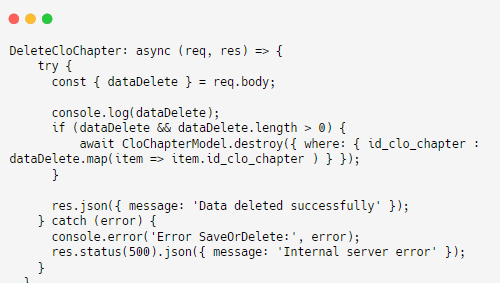 DeleteCloChapter: async (req, res) => {
    try {
      const { dataDelete } = req.body;

      console.log(dataDelete);
      if (dataDelete && dataDelete.length > 0) {
          await CloChapterModel.destroy({ where: { id_clo_chapter :
dataDelete.map(item => item.id_clo_chapter ) } });
      }

      res.json({ message: 'Data deleted successfully' });
    } catch (error) {
      console.error('Error SaveOrDelete:', error);
      res.status(500).json({ message: 'Internal server error' });
    }
  }